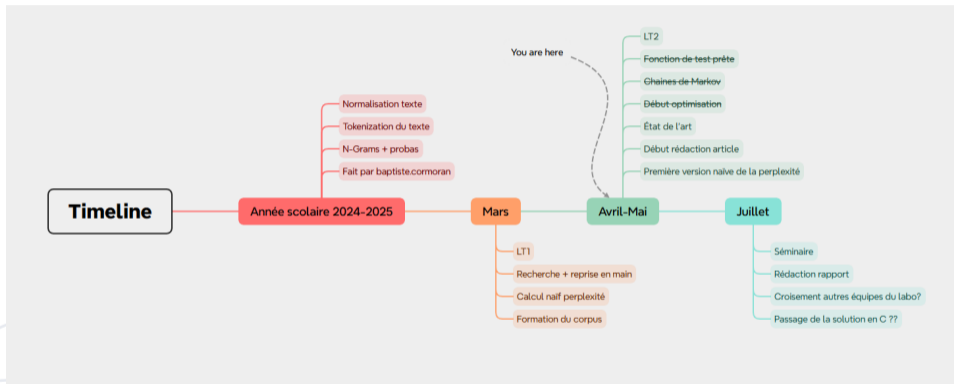 Timeline
Année scolaire 2024-2025
Normalisation texte
Tokenization du texte
N-Grams + probas
Fait par baptiste.cormoran
Mars
LT1
Recherche + reprise en main
Calcul naïf perplexité
Formation du corpus
You are here
Avril-Mai
LT2
Fonction de test prête
Chaines de Markov
Début optimisation
État de l'art
Début rédaction article
Première version naïve de la perplexité
Juillet
Séminaire
Rédaction rapport
Croisement autres équipes du labo?
Passage de la solution en C ??